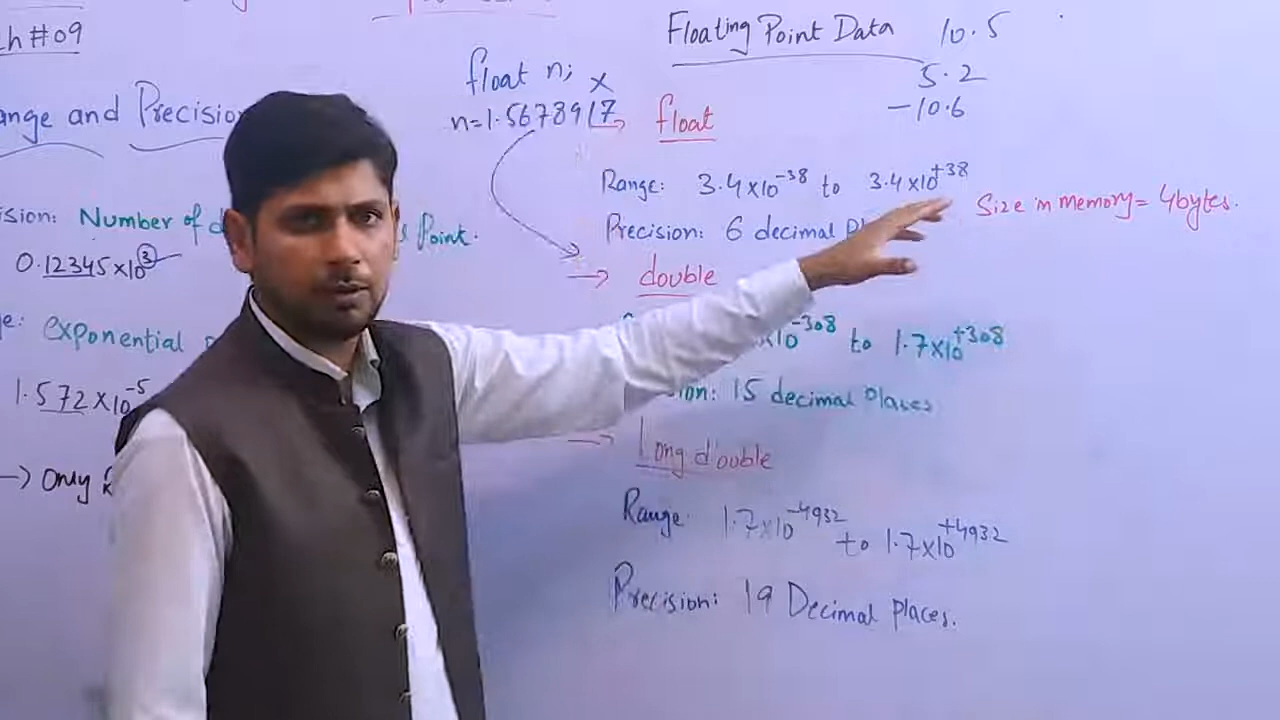 h#09
Floating Point Data 10.5
5.2
-10.6
float n; x
n=1.5678917
ange and Precision
float
Range: 3.4x10-38 to 3.4x10+38
Size in memory= 4bytes.
Precision: 6 decimal Pl
ision: Number of d s Point.
0.12345x10③
→ double
x10-308 to 1.7x10+308
ion: 15 decimal Places
e: exponential
1.572x10-5
→ Long double
→ Only
Range: 1.7x10-4932 to 1.7x10+4932
Precision: 19 Decimal Places.